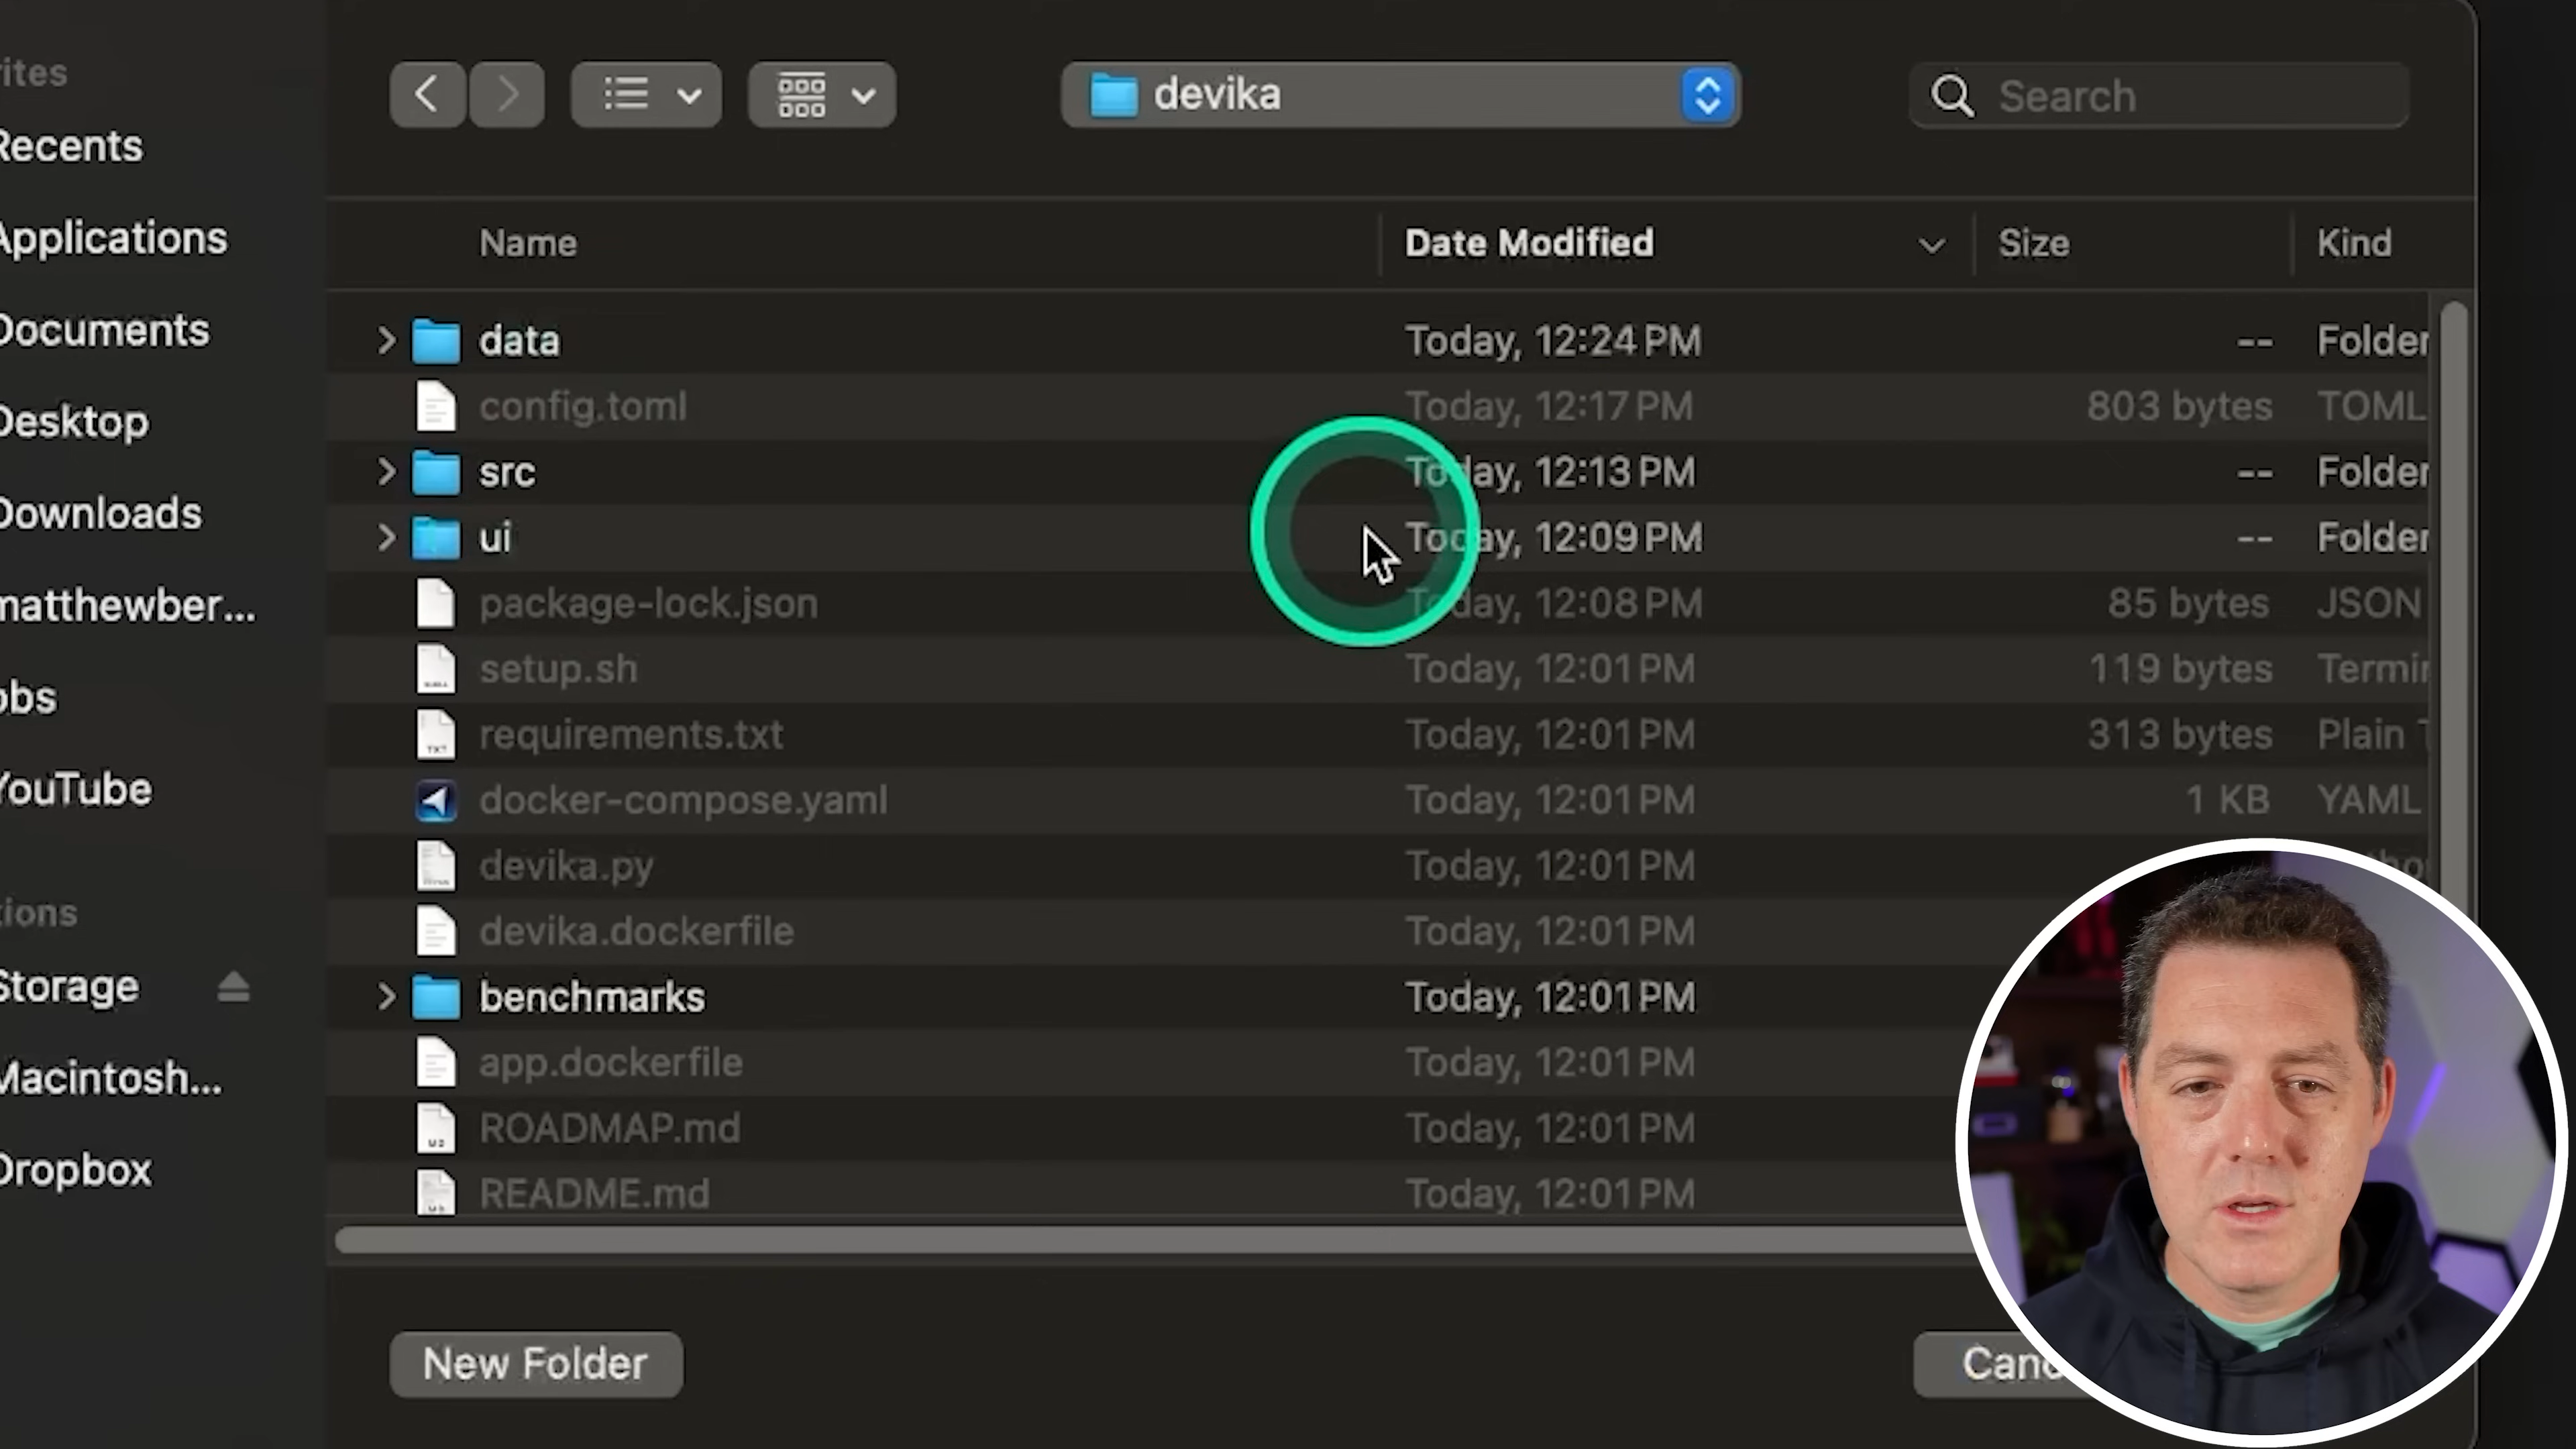 rites
Recents
Applications
Documents
Desktop
Downloads
matthewber...
obs
YouTube
tions
Storage
Macintosh...
Dropbox
devika
Search
Name Date Modified Size Kind
data Today, 12:24 PM -- Folder
config.toml Today, 12:17 PM 803 bytes TOML
src Today, 12:13 PM -- Folder
ui Today, 12:09 PM -- Folder
package-lock.json Today, 12:08 PM 85 bytes JSON
setup.sh Today, 12:01 PM 119 bytes Termin
requirements.txt Today, 12:01 PM 313 bytes Plain T
docker-compose.yaml Today, 12:01 PM 1 KB YAML
devika.py Today, 12:01 PM
devika.dockerfile Today, 12:01 PM
benchmarks Today, 12:01 PM
app.dockerfile Today, 12:01 PM
ROADMAP.md Today, 12:01 PM
README.md Today, 12:01 PM
New Folder
Canc